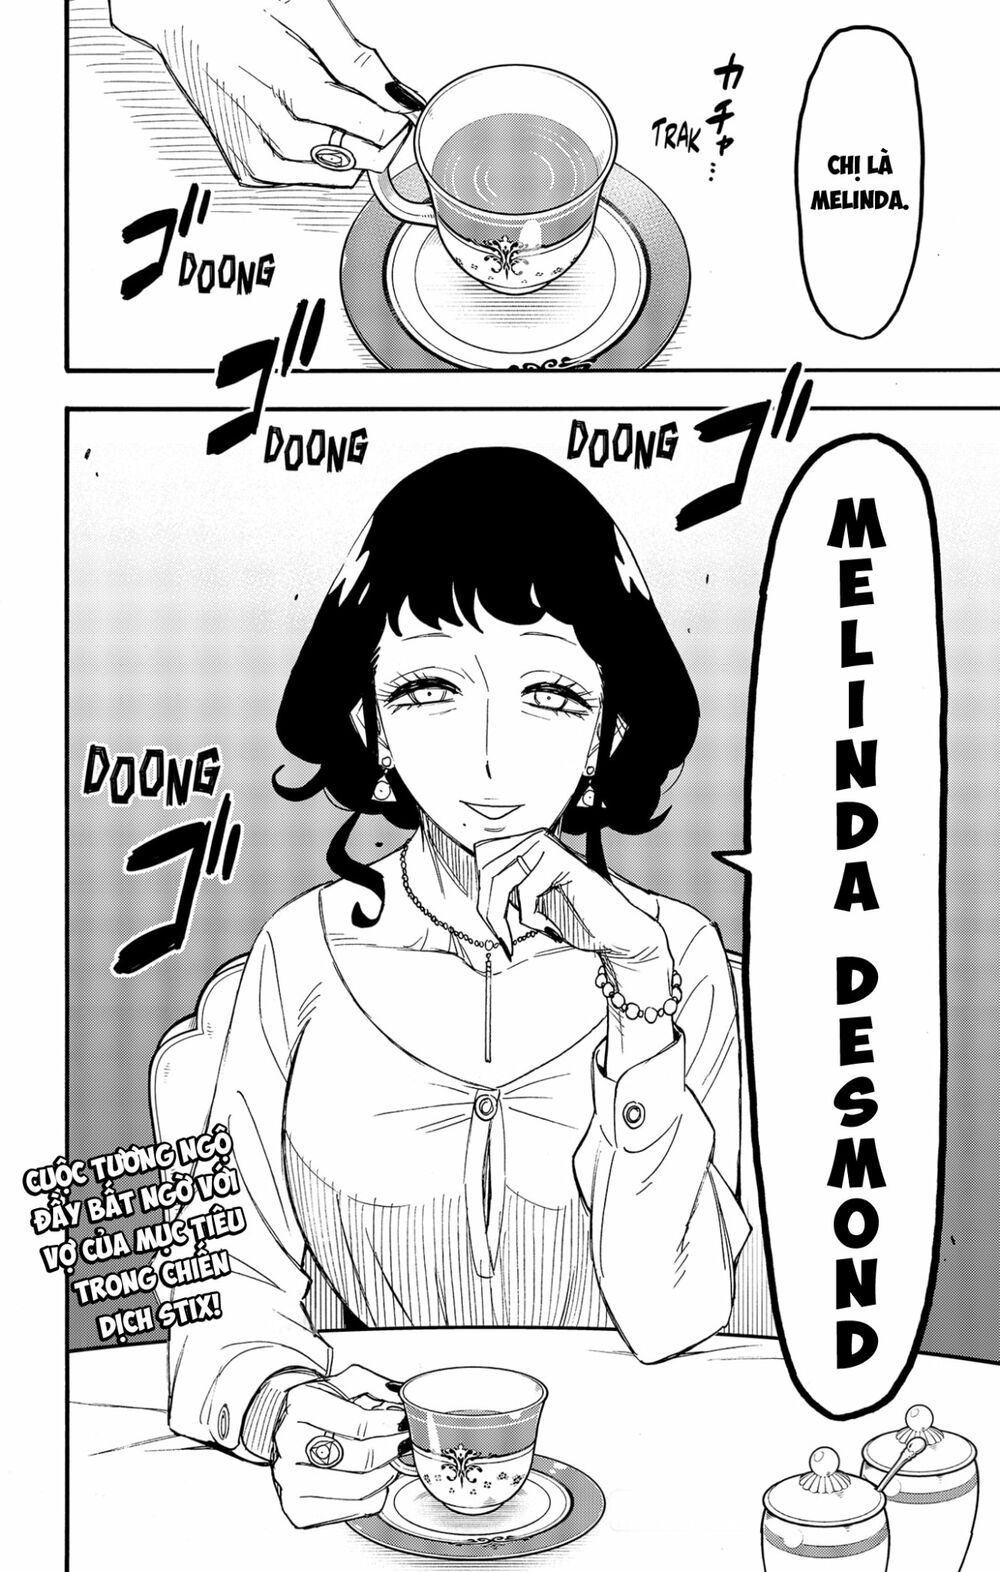 CHỊ LÀ
MELINDA.
カチャ…
TRAK
ゴ
DOONG
ゴ
DOONG
DOONG
ゴ
MELINDA DESMOND
DOONG
ゴ
CUỘC TƯƠNG NGỘ
ĐẦY BẤT NGỜ VỚI
VỢ CỦA MỤC TIÊU
TRONG CHIẾN
DỊCH STIX!